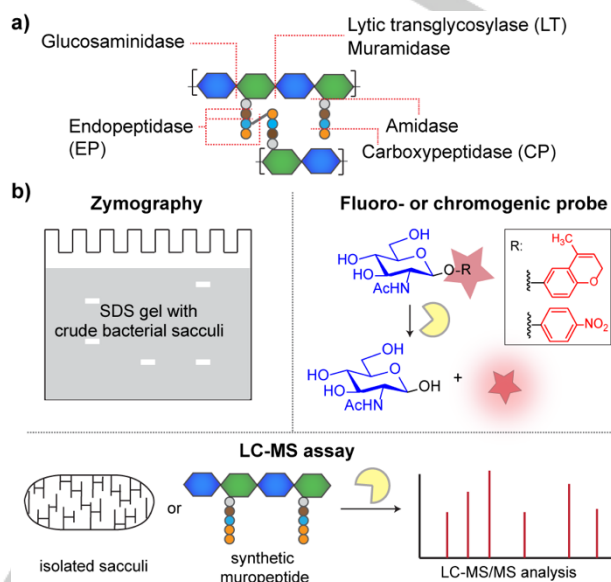 a)
Glucosaminidase
Lytic transglycosylase (LT)
Muramidase
Endopeptidase
(EP)
Amidase
Carboxypeptidase (CP)
b)
Zymography
SDS gel with
crude bacterial sacculi
Fluoro- or chromogenic probe
OH
HO
O
HO
AcHN
O-R
R:
CH₃
O
NO₂
OH
HO
O
HO
OH
AcHN
+
LC-MS assay
or
isolated sacculi
synthetic
muropeptide
LC-MS/MS analysis